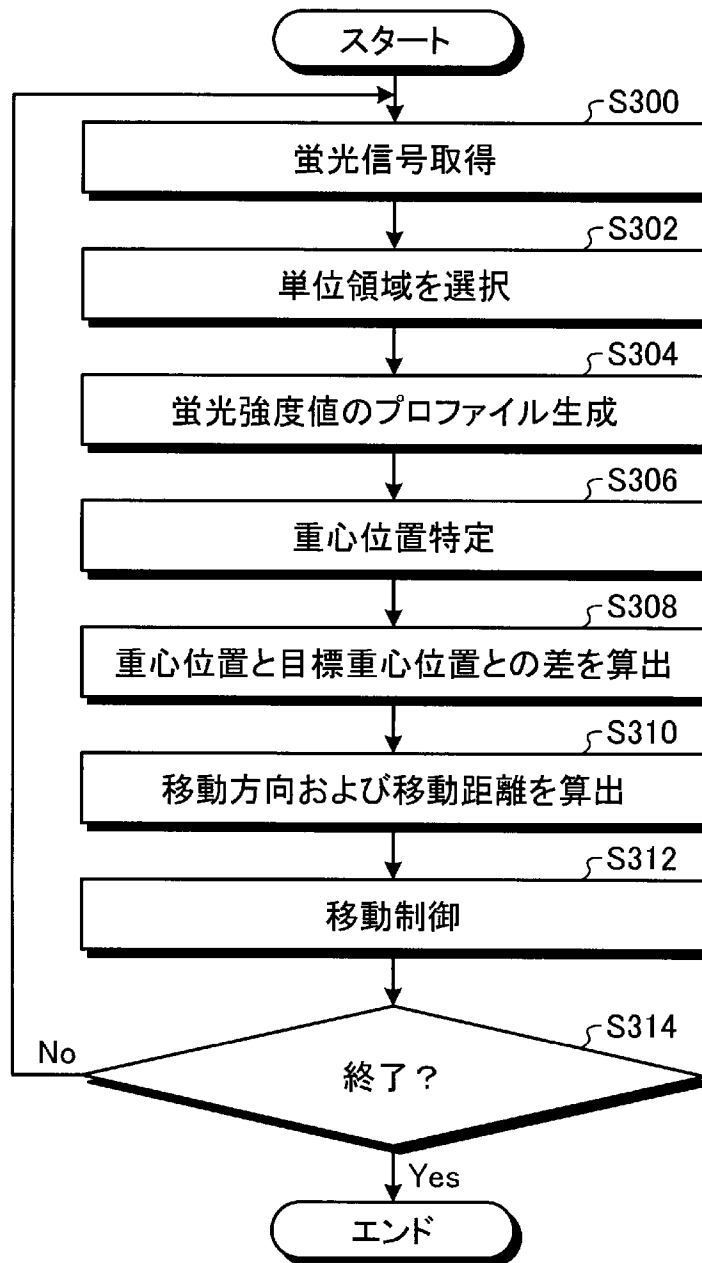 スタート
S300
蛍光信号取得
S302
単位領域を選択
S304
蛍光強度値のプロファイル生成
S306
重心位置特定
S308
重心位置と目標重心位置との差を算出
S310
移動方向および移動距離を算出
S312
移動制御
S314
No
終了？
Yes
エンド